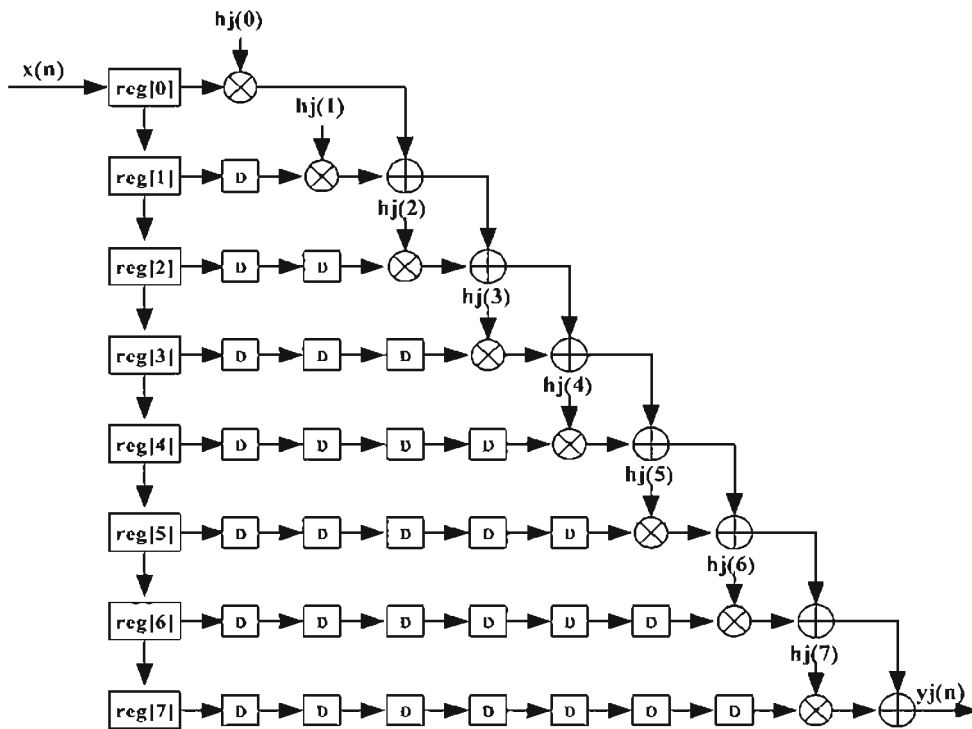 hj(0)
x(n)
reg[0]
hj(1)
reg[1] D
hj(2)
reg[2] D D
hj(3)
reg[3] D D D
hj(4)
reg[4] D D D D
hj(5)
reg[5] D D D D D
hj(6)
reg[6] D D D D D D
hj(7)
yj(n)
reg[7] D D D D D D D